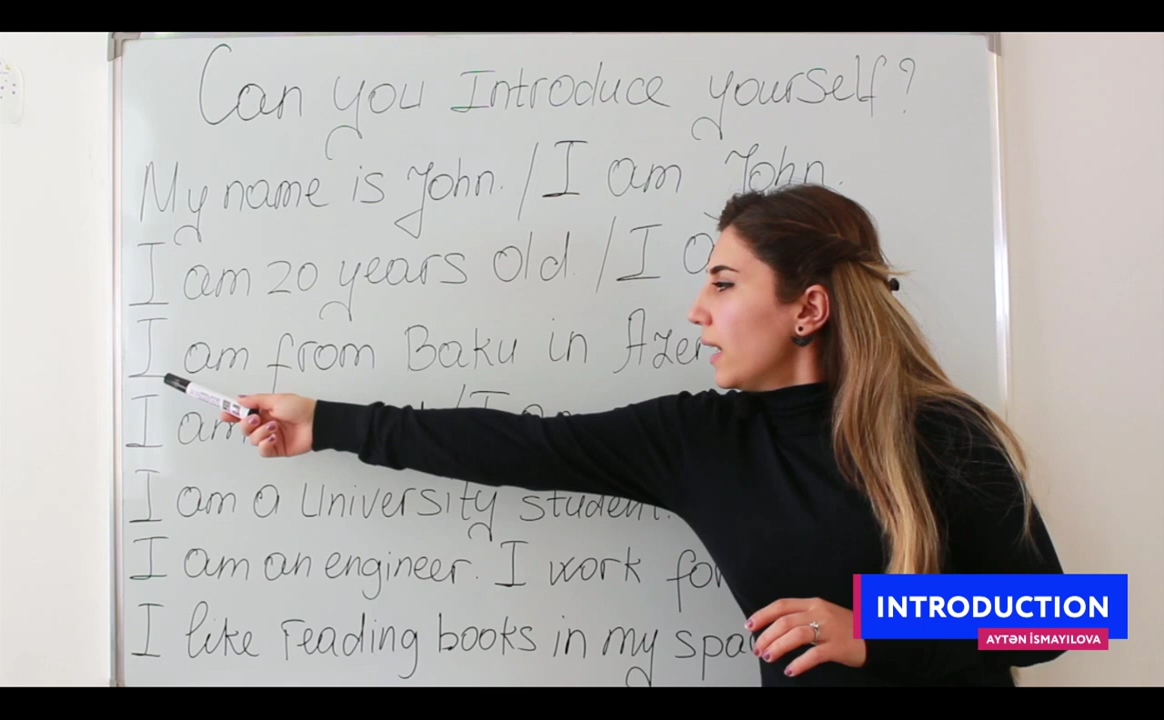 Can you Introduce yourself?
My name is John. / I am John.
I am 20 years old. / I
I am from Baku in
I am
I am a University student.
I am an engineer. I work for
I like reading books in my
INTRODUCTION
AYTƏN İSMAYILOVA